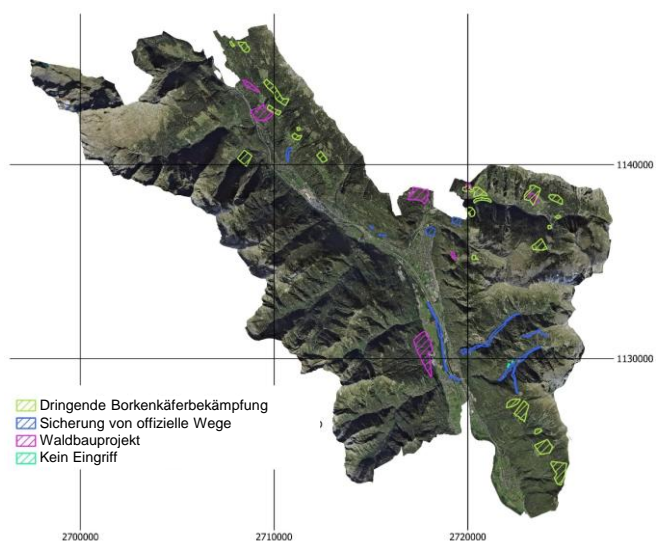 1140000
1130000
Dringende Borkenkäferbekämpfung
Sicherung von offizielle Wege
Waldbauprojekt
Kein Eingriff
2700000
2710000
2720000